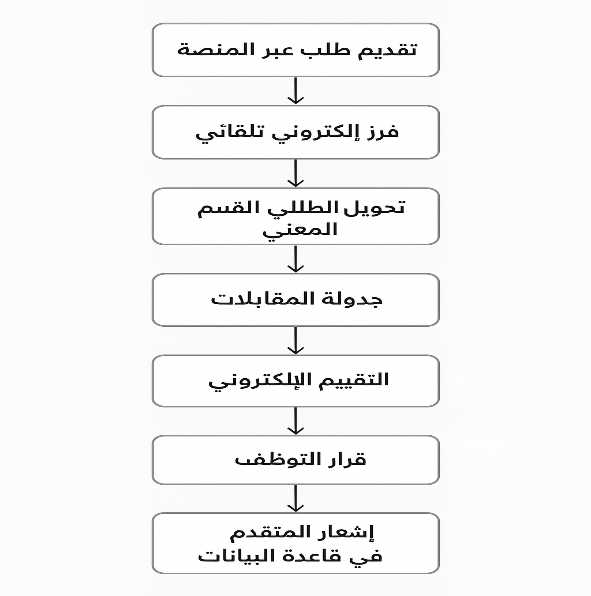 تقديم طلب عبر المنصة
فرز إلكتروني تلقائي
تحويل الطللي القسم
المعني
جدولة المقابلات
التقييم الإلكتروني
قرار التوظف
إشعار المتقدم
في قاعدة البيانات